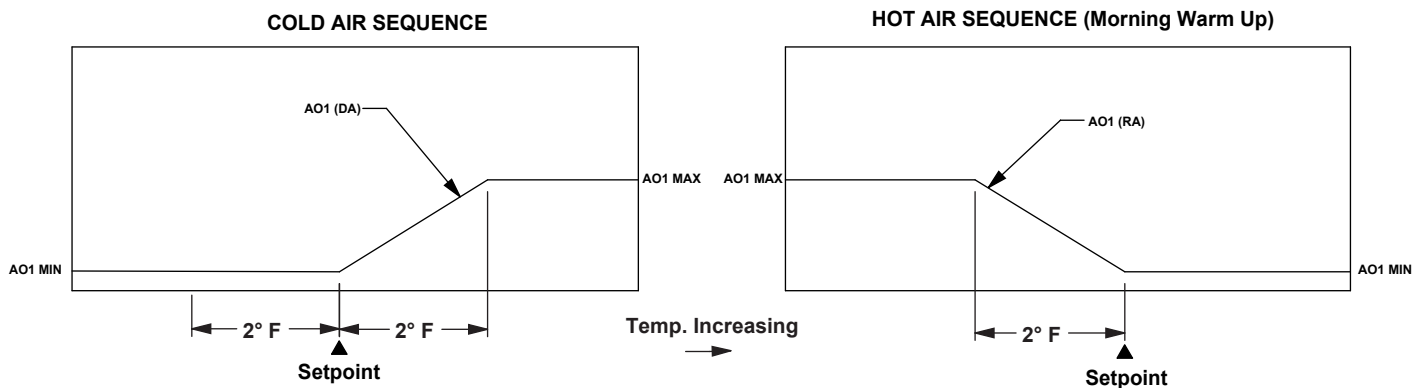 COLD AIR SEQUENCE
HOT AIR SEQUENCE (Morning Warm Up)
AO1 (DA)
AO1 (RA)
AO1 MAX
AO1 MAX
AO1 MIN
AO1 MIN
2° F
2° F
Temp. Increasing
2° F
Setpoint
Setpoint